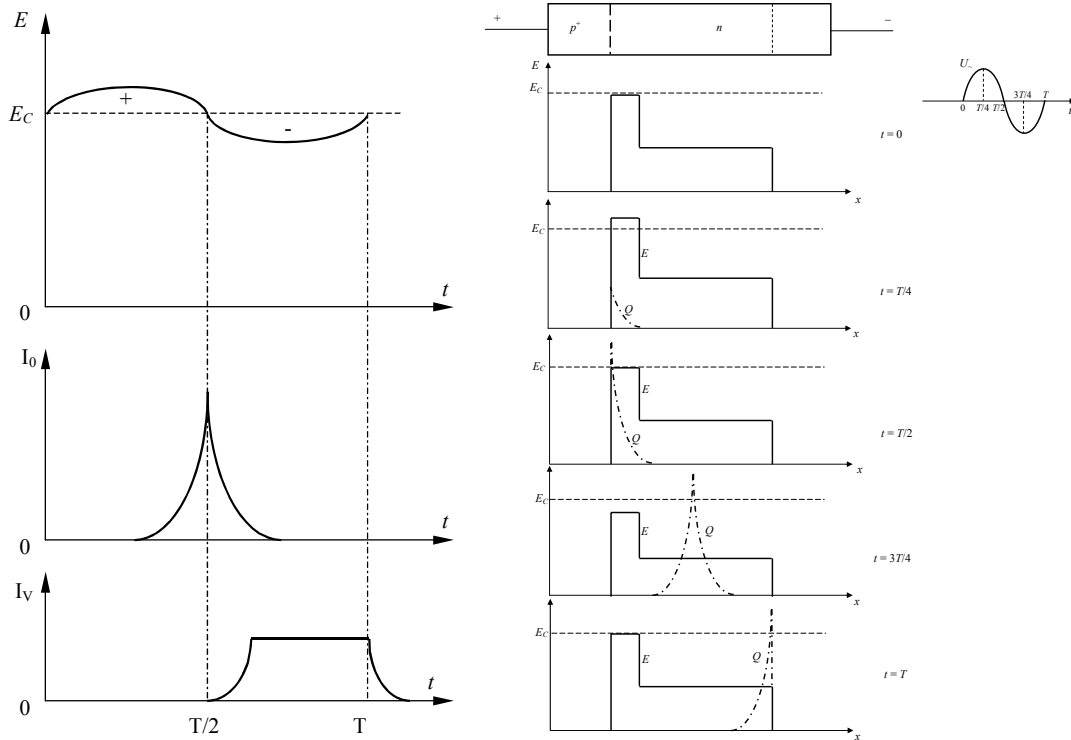 E
E_C
+
-
t
0
I_0
t
0
I_V
t
0
T/2
T
+
p^+
n
−
E
E_C
t = 0
x
U_~
0
T/4
T/2
3T/4
T
t
E_C
E
Q
t = T/4
x
E_C
E
Q
t = T/2
x
E_C
E
Q
t = 3T/4
x
E_C
E
Q
t = T
x